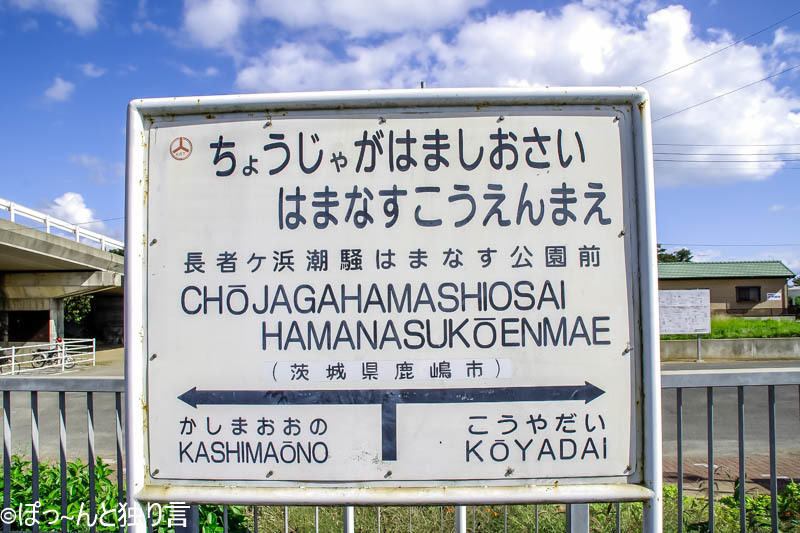 ちょうじゃがはましおさい
はまなすこうえんまえ
長者ヶ浜潮騒はまなす公園前
CHŌJAGAHAMASHIOSAI
HAMANASUKŌENMAE
(茨城県鹿嶋市)
かしまおおの
KASHIMAŌNO
こうやだい
KŌYADAI
©ぽっ~んと独り言